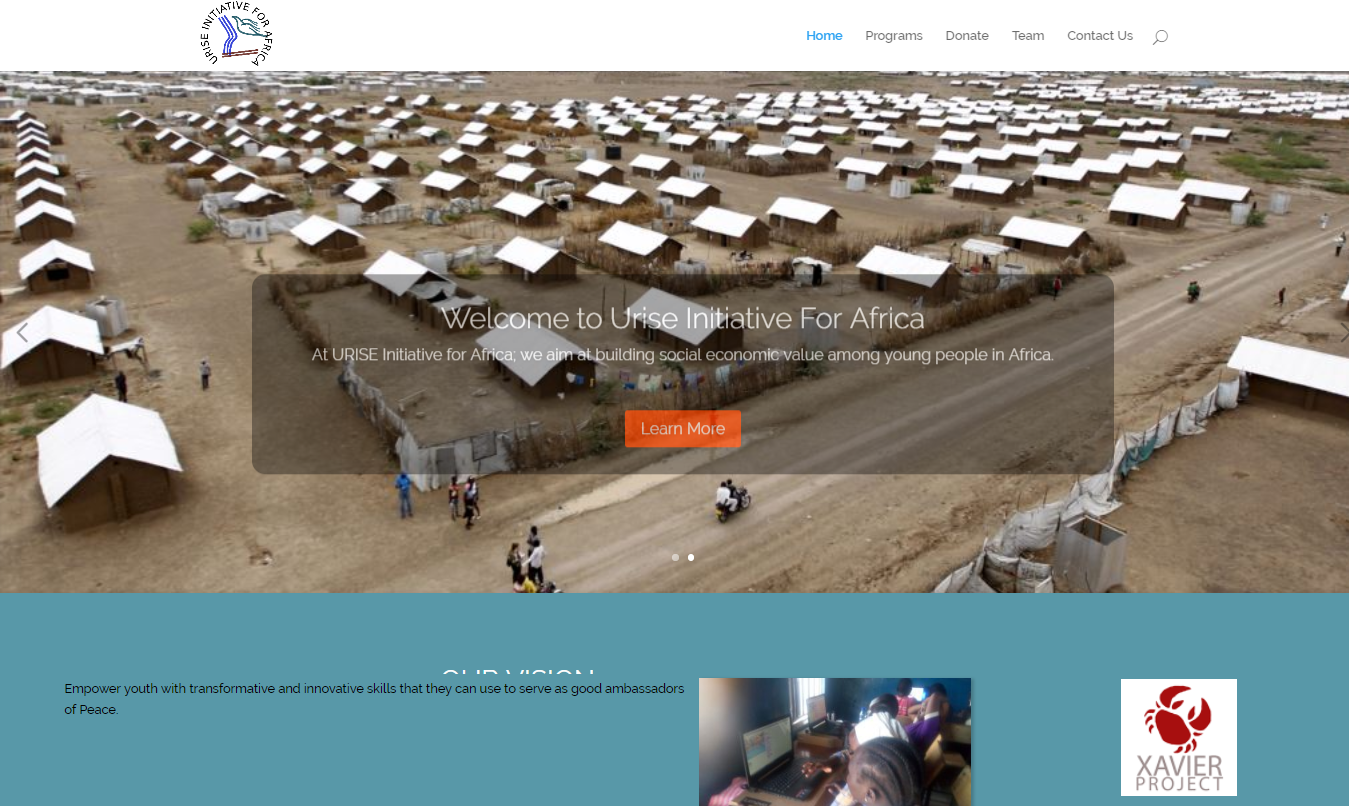 URISE INITIATIVE FOR AFRICA
Home Programs Donate Team Contact Us
Welcome to Urise Initiative For Africa
At URISE Initiative for Africa; we aim at building social economic value among young people in Africa.
Learn More
OUR VISION
Empower youth with transformative and innovative skills that they can use to serve as good ambassadors
of Peace.
XAVIER
PROJECT